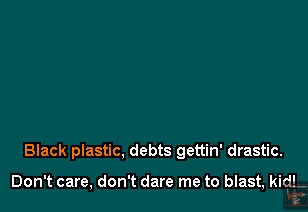 Black plastic, debts gettin' drastic.
Don't care, don't dare me to blast, kid!